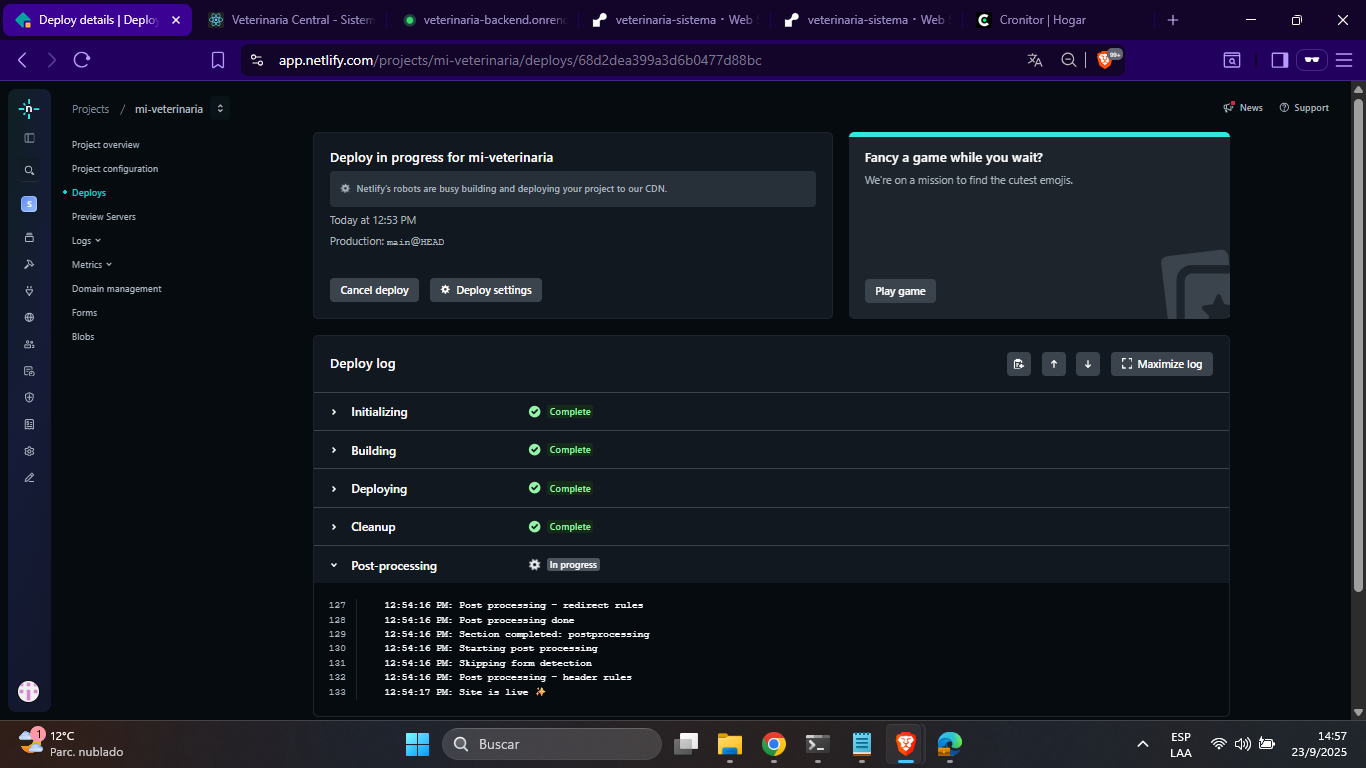 Deploy details | Deploy
Veterinaria Central - Sistem
veterinaria-backend.onrend
veterinaria-sistema · Web S
veterinaria-sistema · Web S
Cronitor | Hogar
app.netlify.com/projects/mi-veterinaria/deploys/68d2dea399a3d6b0477d88bc
99+
Projects / mi-veterinaria
News
Support
Project overview
Project configuration
Deploys
Preview Servers
Logs
Metrics
Domain management
Forms
Blobs
S
Deploy in progress for mi-veterinaria
Netlify's robots are busy building and deploying your project to our CDN.
Today at 12:53 PM
Production: main@HEAD
Cancel deploy
Deploy settings
Fancy a game while you wait?
We're on a mission to find the cutest emojis.
Play game
Deploy log
Maximize log
Initializing Complete
Building Complete
Deploying Complete
Cleanup Complete
Post-processing In progress
127 12:54:16 PM: Post processing - redirect rules
128 12:54:16 PM: Post processing done
129 12:54:16 PM: Section completed: postprocessing
130 12:54:16 PM: Starting post processing
131 12:54:16 PM: Skipping form detection
132 12:54:16 PM: Post processing - header rules
133 12:54:17 PM: Site is live ✨
1
12°C
Parc. nublado
Buscar
ESP
LAA
14:57
23/9/2025